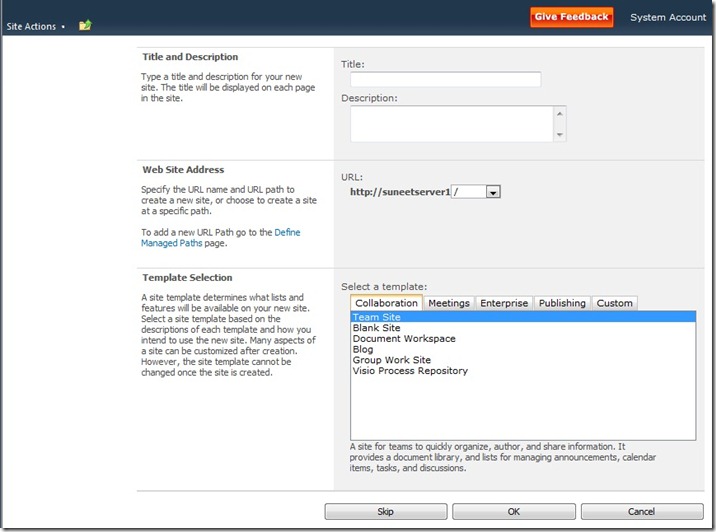 Give Feedback
System Account
Site Actions
Title and Description
Type a title and description for your new
site. The title will be displayed on each page
in the site.
Title:
Description:
Web Site Address
Specify the URL name and URL path to
create a new site, or choose to create a site
at a specific path.
To add a new URL Path go to the Define
Managed Paths page.
URL:
http://suneetserver1 /
Template Selection
A site template determines what lists and
features will be available on your new site.
Select a site template based on the
descriptions of each template and how you
intend to use the new site. Many aspects
of a site can be customized after creation.
However, the site template cannot be
changed once the site is created.
Select a template:
Collaboration Meetings Enterprise Publishing Custom
Team Site
Blank Site
Document Workspace
Blog
Group Work Site
Visio Process Repository
A site for teams to quickly organize, author, and share information. It
provides a document library, and lists for managing announcements, calendar
items, tasks, and discussions.
Skip OK Cancel